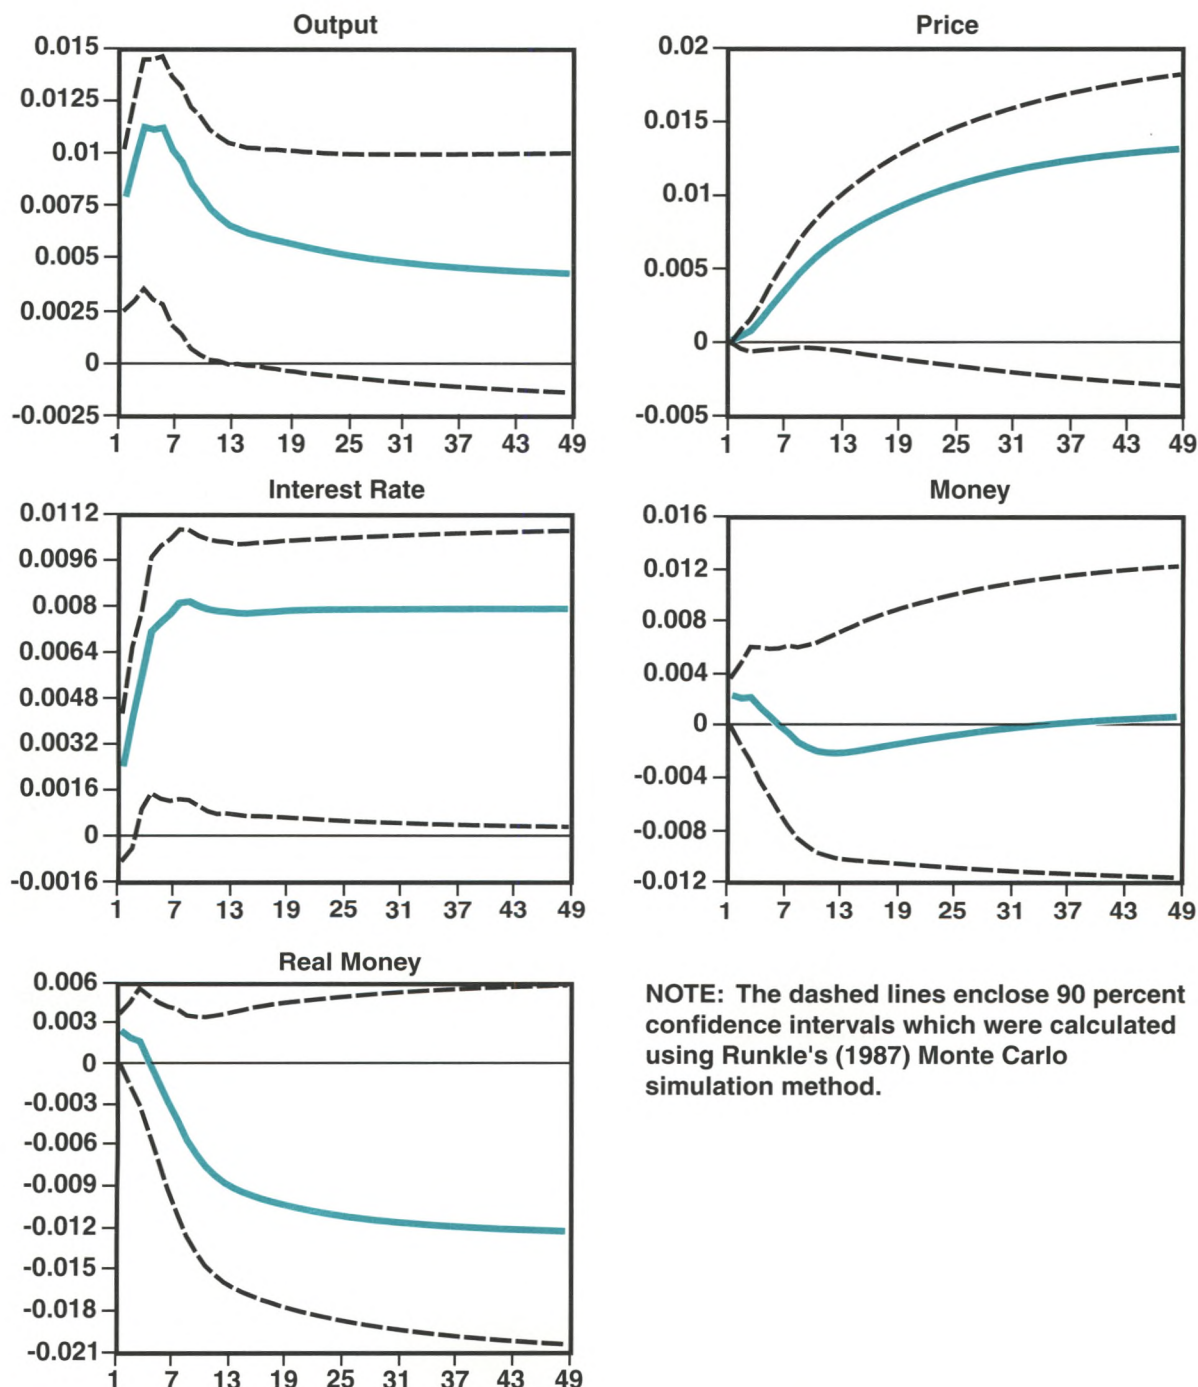 Output
0.015
0.0125
0.01
0.0075
0.005
0.0025
0
-0.0025
1 7 13 19 25 31 37 43 49
Price
0.02
0.015
0.01
0.005
0
-0.005
1 7 13 19 25 31 37 43 49
Interest Rate
0.0112
0.0096
0.008
0.0064
0.0048
0.0032
0.0016
0
-0.0016
1 7 13 19 25 31 37 43 49
Money
0.016
0.012
0.008
0.004
0
-0.004
-0.008
-0.012
1 7 13 19 25 31 37 43 49
Real Money
0.006
0.003
0
-0.003
-0.006
-0.009
-0.012
-0.015
-0.018
-0.021
1 7 13 19 25 31 37 43 49
NOTE: The dashed lines enclose 90 percent
confidence intervals which were calculated
using Runkle's (1987) Monte Carlo
simulation method.